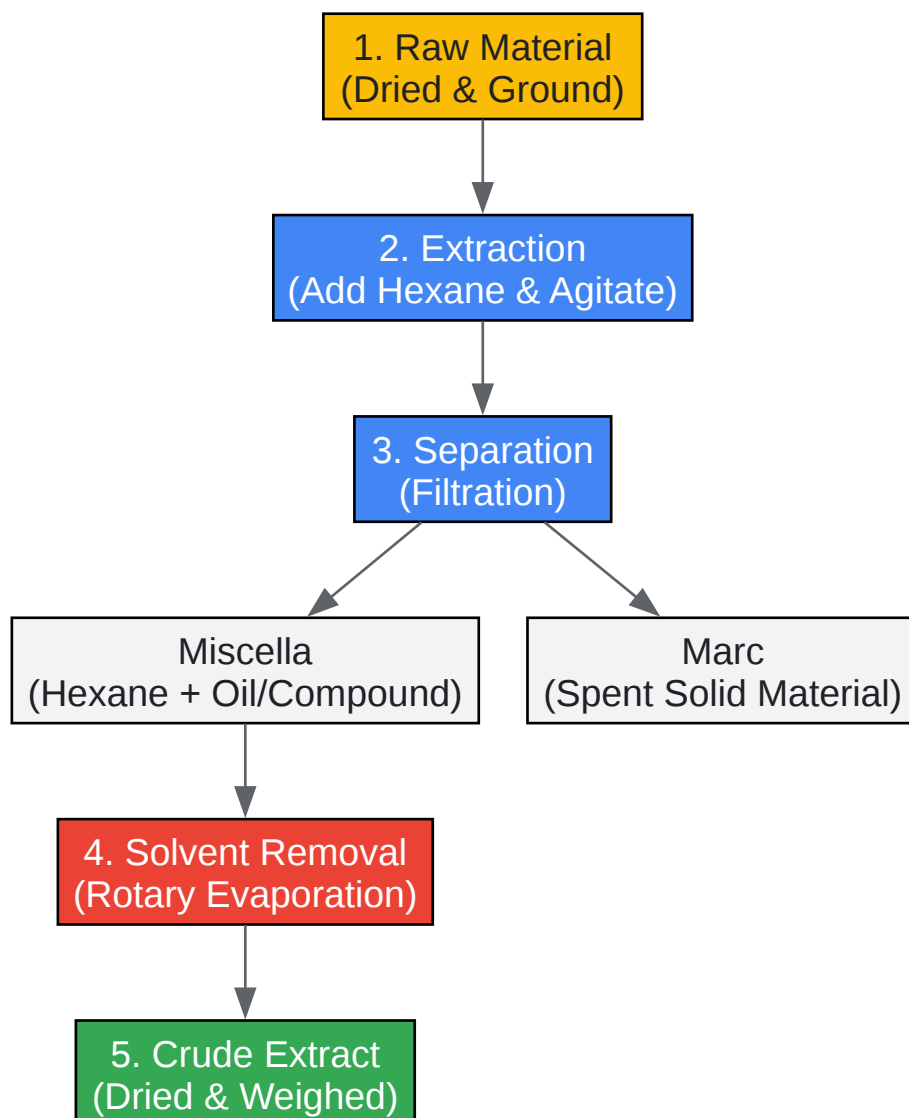 1. Raw Material
(Dried & Ground)
2. Extraction
(Add Hexane & Agitate)
3. Separation
(Filtration)
Miscella
(Hexane + Oil/Compound)
Marc
(Spent Solid Material)
4. Solvent Removal
(Rotary Evaporation)
5. Crude Extract
(Dried & Weighed)